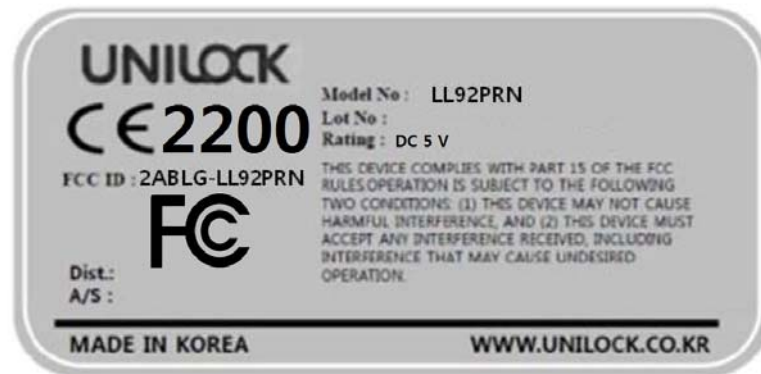 UNILOCK
CE 2200
FCC ID : 2ABLG-LL92PRN
FC
Dist.:
A/S :
Model No : LL92PRN
Lot No :
Rating : DC 5 V
THIS DEVICE COMPLIES WITH PART 15 OF THE FCC
RULES.OPERATION IS SUBJECT TO THE FOLLOWING
TWO CONDITIONS: (1) THIS DEVICE MAY NOT CAUSE
HARMFUL INTERFERENCE, AND (2) THIS DEVICE MUST
ACCEPT ANY INTERFERENCE RECEIVED, INCLUDING
INTERFERENCE THAT MAY CAUSE UNDESIRED
OPERATION.
MADE IN KOREA
WWW.UNILOCK.CO.KR